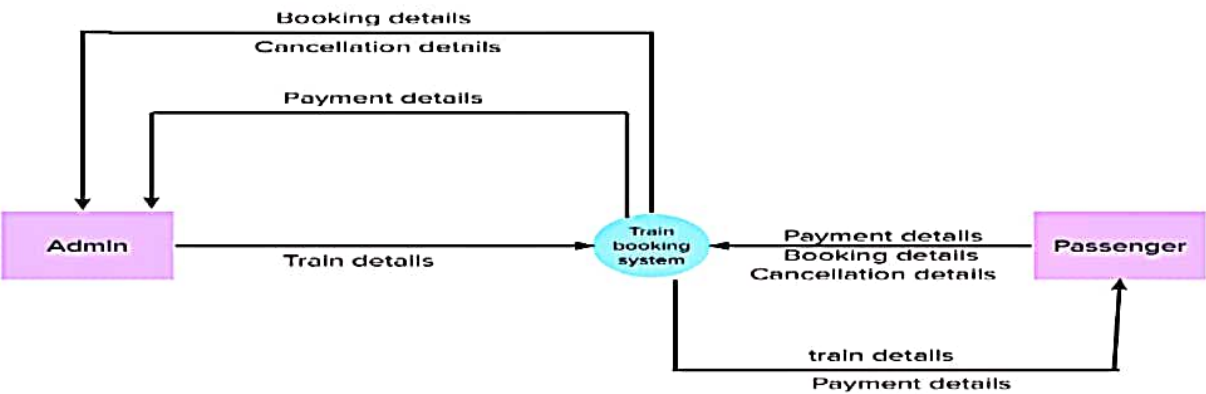 Booking details
Cancellation details
Payment details
Admin
Train details
Train
booking
system
Payment details
Booking details
Cancellation details
Passenger
train details
Payment details